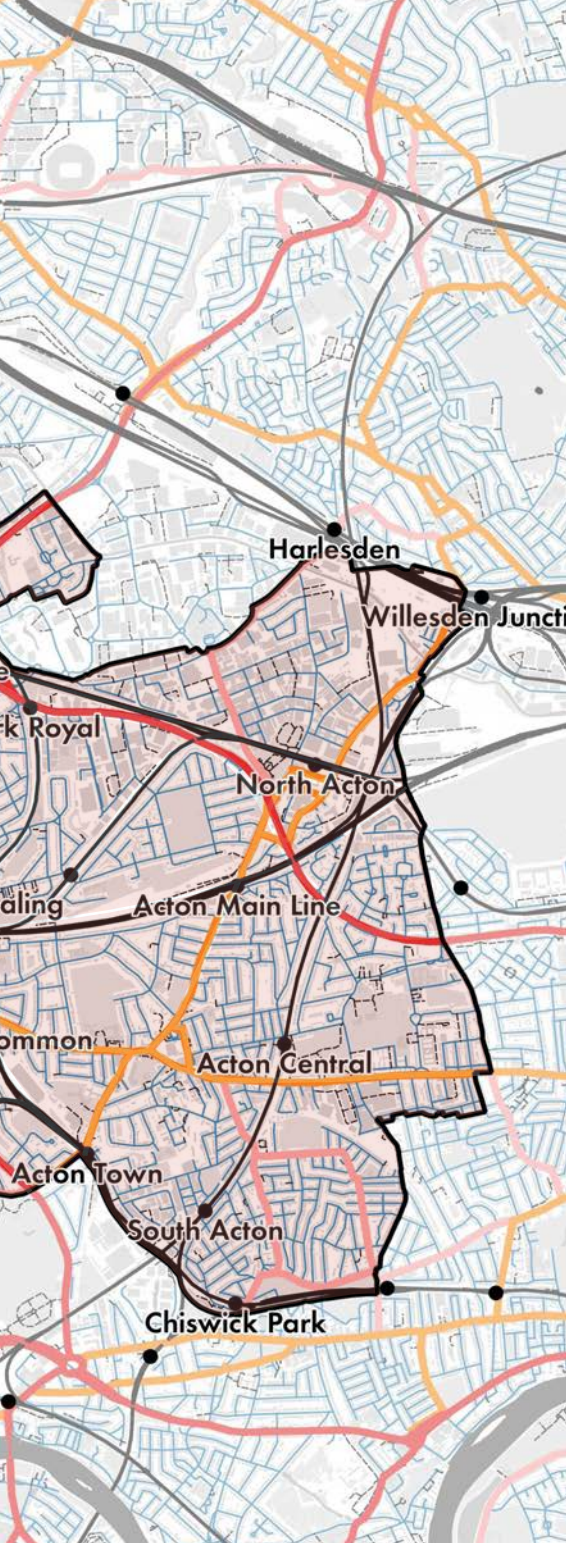 Harlesden
Willesden Juncti
e
k Royal
North Acton
aling
Acton Main Line
ommon
Acton Central
Acton Town
South Acton
Chiswick Park